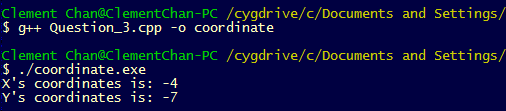 Clement Chan@ClementChan-PC /cygdrive/c/Documents and Settings/
$ g++ Question_3.cpp -o coordinate
Clement Chan@ClementChan-PC /cygdrive/c/Documents and Settings/
$ ./coordinate.exe
X's coordinates is: -4
Y's coordinates is: -7